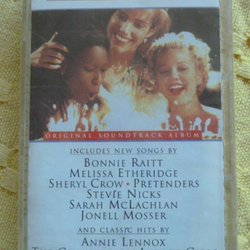 ORIGINAL SOUNDTRACK ALBUM
INCLUDES NEW SONGS BY
BONNIE RAITT
MELISSA ETHERIDGE
SHERYL CROW · PRETENDERS
STEVIE NICKS
SARAH MCLACHLAN
JONELL MOSSER
AND CLASSIC HITS BY
ANNIE LENNOX